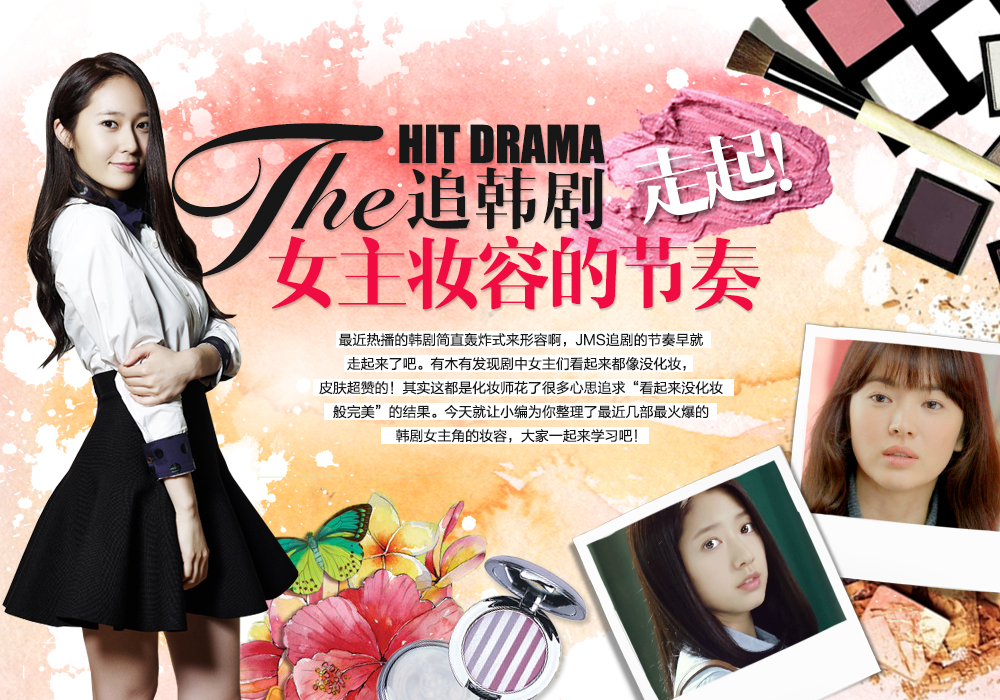 The HIT DRAMA
追韩剧 走起!
女主妆容的节奏
最近热播的韩剧简直轰炸式来形容啊，JMS追剧的节奏早就
走起来了吧。有木有发现剧中女主们看起来都像没化妆，
皮肤超赞的！其实这都是化妆师花了很多心思追求“看起来没化妆
般完美”的结果。今天就让小编为你整理了最近几部最火爆的
韩剧女主角的妆容，大家一起来学习吧！